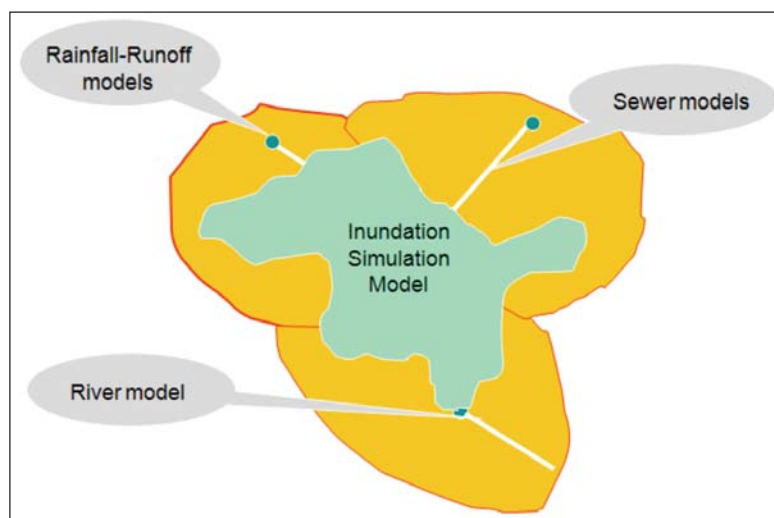 Rainfall-Runoff
models
Sewer models
Inundation
Simulation
Model
River model